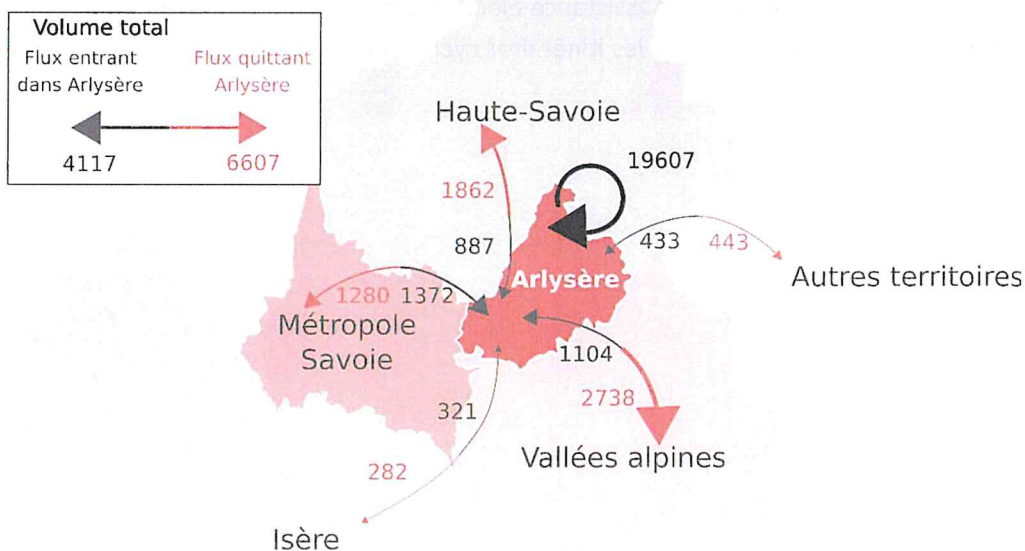 Volume total
Flux entrant
dans Arlysère
Flux quittant
Arlysère
4117
6607
Haute-Savoie
19607
1862
887
433
443
Arlysère
Autres territoires
1280
1372
Métropole
Savoie
1104
321
2738
282
Vallées alpines
Isère